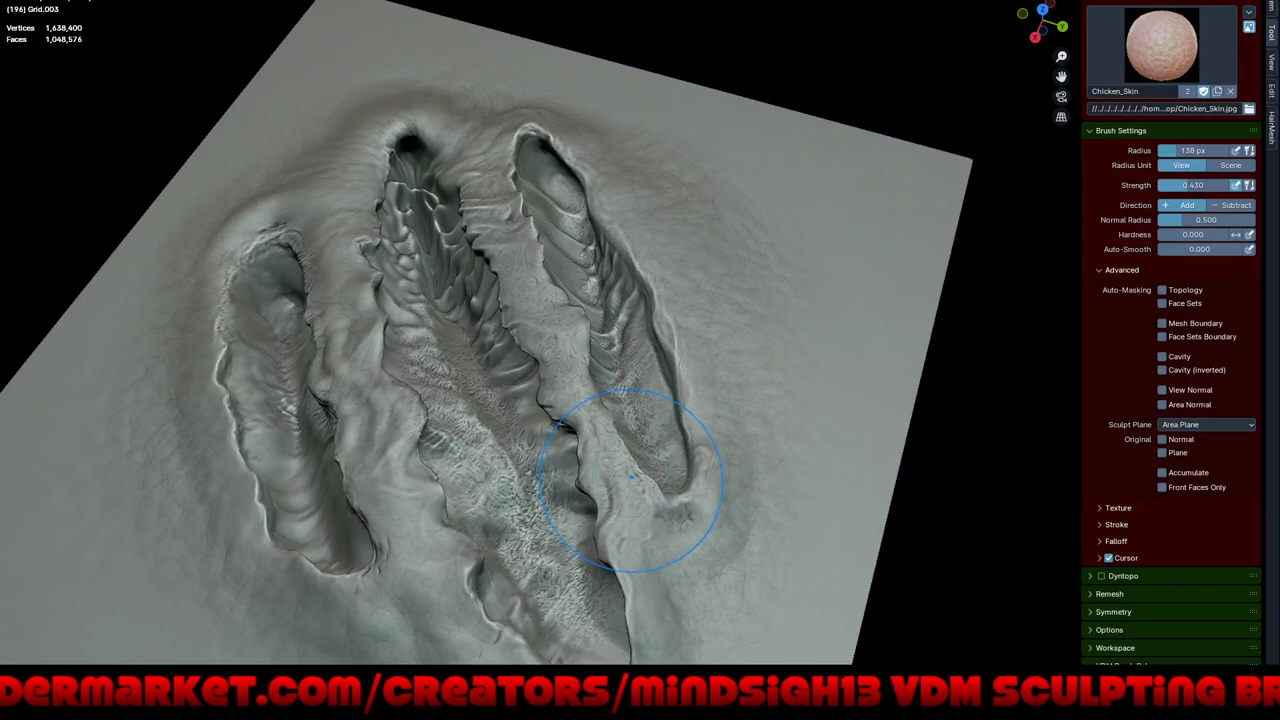 (196) Grid.003
Vertices 1,638,400
Faces 1,048,576
Z
Y
X
Tool
View
Edit
HairMesh
Chicken_Skin 2
//../../../../../../hom...op/Chicken_Skin.jpg
Brush Settings
Radius 138 px
Radius Unit View Scene
Strength 0.430
Direction + Add − Subtract
Normal Radius 0.500
Hardness 0.000
Auto-Smooth 0.000
Advanced
Auto-Masking Topology
Face Sets
Mesh Boundary
Face Sets Boundary
Cavity
Cavity (inverted)
View Normal
Area Normal
Sculpt Plane Area Plane
Original Normal
Plane
Accumulate
Front Faces Only
Texture
Stroke
Falloff
Cursor
Dyntopo
Remesh
Symmetry
Options
Workspace
DERMARKET.COM/CREATORS/MiNDSiGH13 VDM SCULPTiNG BR